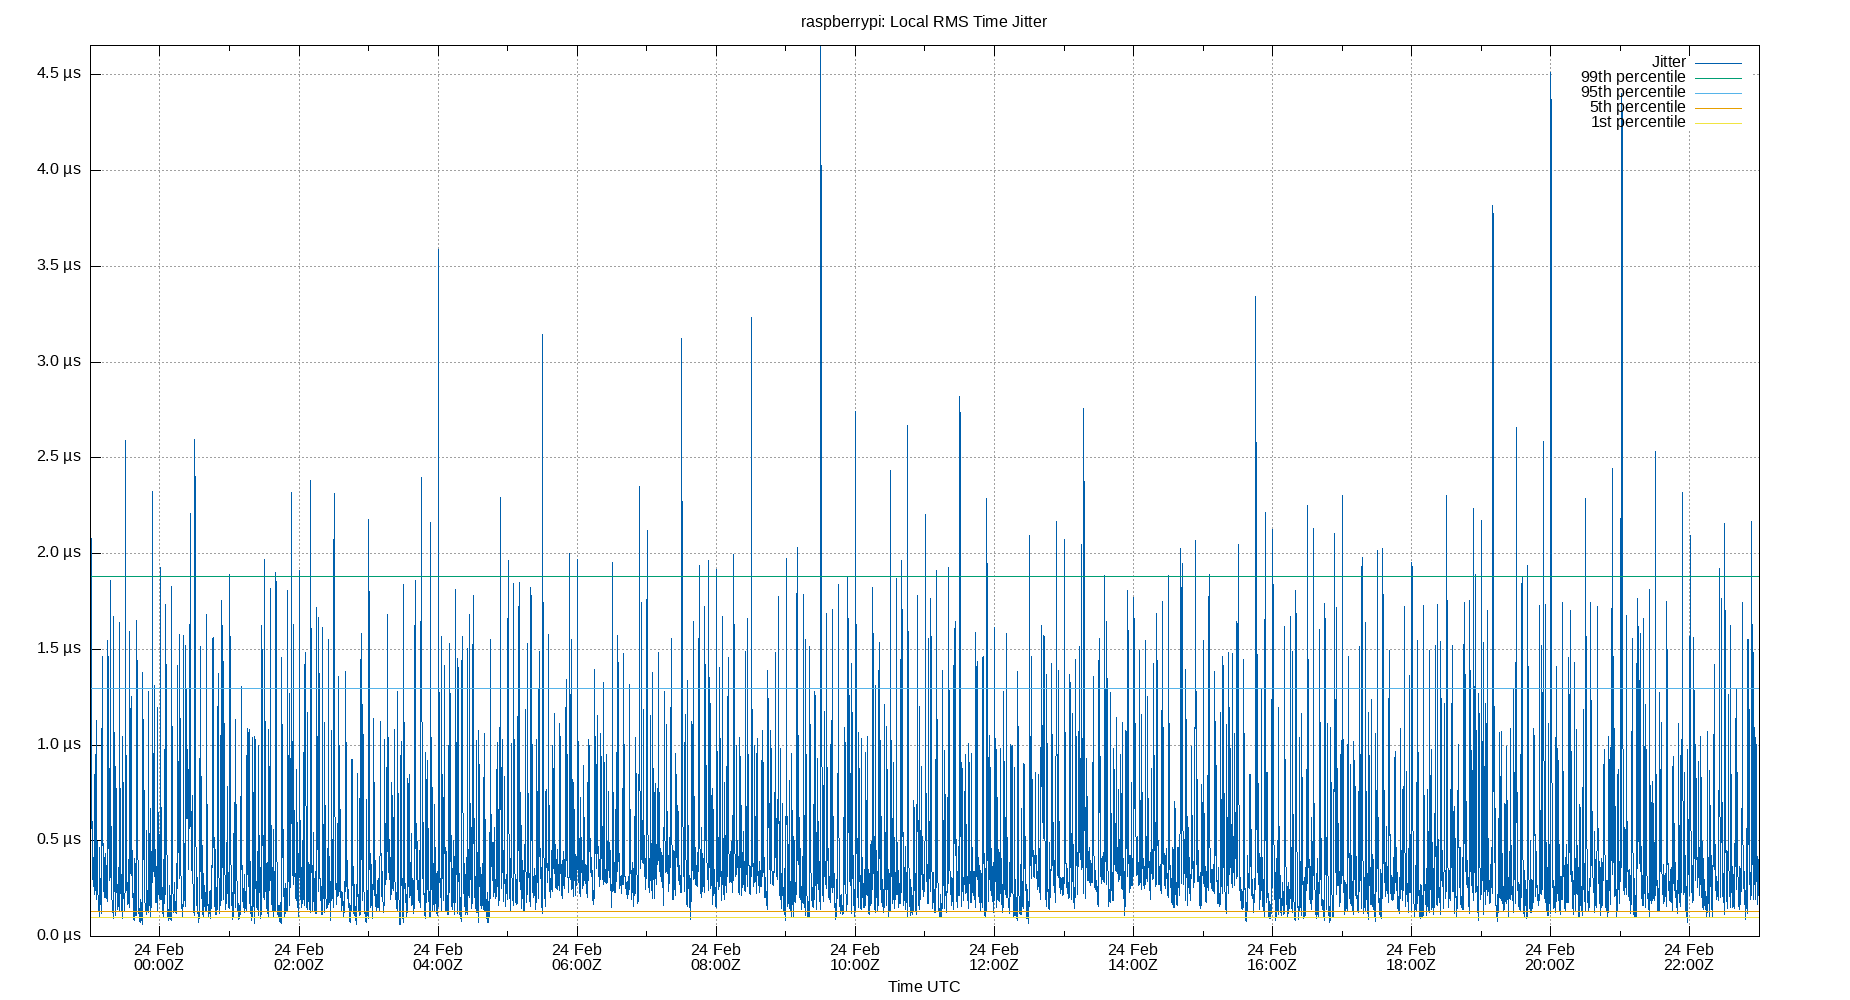 raspberrypi: Local RMS Time Jitter
4.5 µs
4.0 µs
3.5 µs
3.0 µs
2.5 µs
2.0 µs
1.5 µs
1.0 µs
0.5 µs
0.0 µs
Jitter
99th percentile
95th percentile
5th percentile
1st percentile
24 Feb 24 Feb 24 Feb 24 Feb 24 Feb 24 Feb 24 Feb 24 Feb 24 Feb 24 Feb 24 Feb 24 Feb
00:00Z 02:00Z 04:00Z 06:00Z 08:00Z 10:00Z 12:00Z 14:00Z 16:00Z 18:00Z 20:00Z 22:00Z
Time UTC